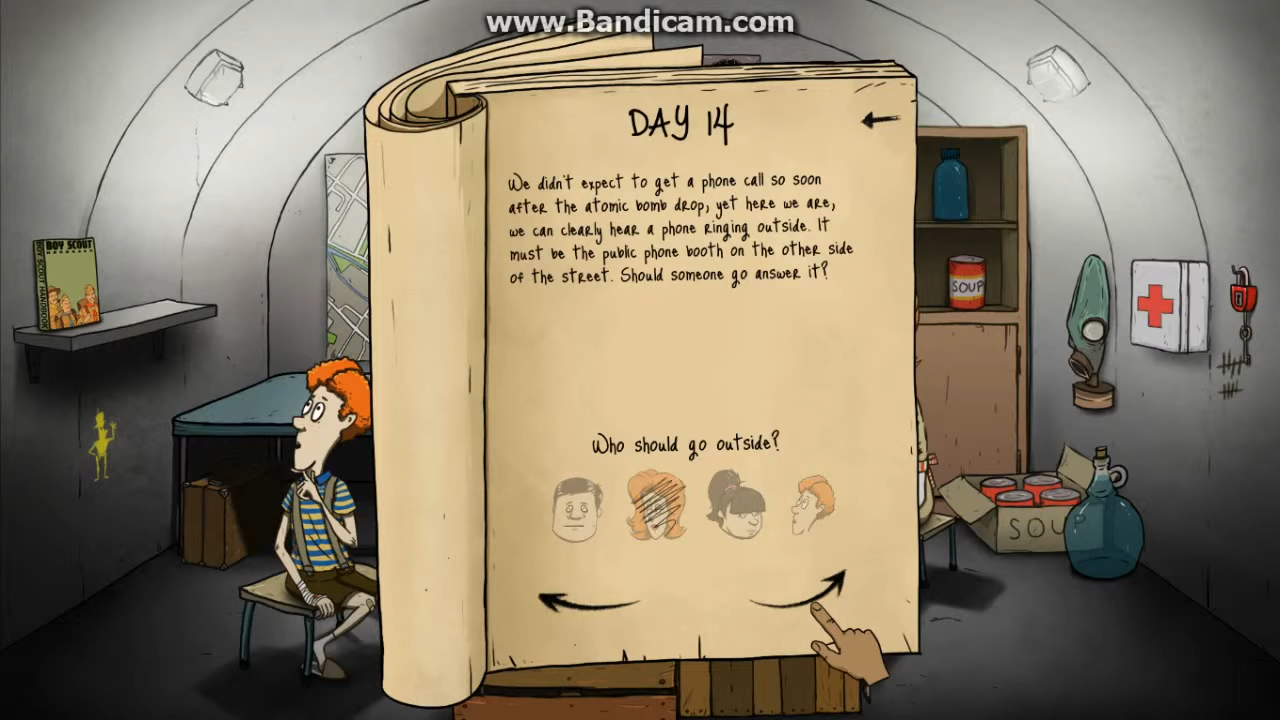 www.Bandicam.com
DAY 14
We didn't expect to get a phone call so soon
after the atomic bomb drop, yet here we are,
we can clearly hear a phone ringing outside. It
must be the public phone booth on the other side
of the street. Should someone go answer it?
Who should go outside?
BOY SCOUT
BOY SCOUT HANDBOOK
SOUP
SOUP